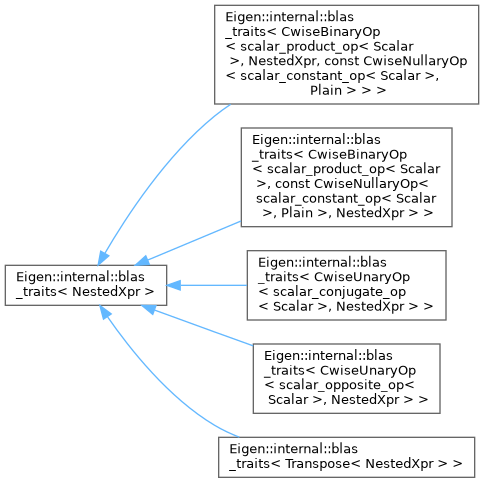 Eigen::internal::blas
_traits< CwiseBinaryOp
< scalar_product_op< Scalar
>, NestedXpr, const CwiseNullaryOp
< scalar_constant_op< Scalar >,
Plain > > >
Eigen::internal::blas
_traits< CwiseBinaryOp
< scalar_product_op< Scalar
>, const CwiseNullaryOp<
scalar_constant_op< Scalar
>, Plain >, NestedXpr > >
Eigen::internal::blas
_traits< NestedXpr >
Eigen::internal::blas
_traits< CwiseUnaryOp
< scalar_conjugate_op
< Scalar >, NestedXpr > >
Eigen::internal::blas
_traits< CwiseUnaryOp
< scalar_opposite_op<
Scalar >, NestedXpr > >
Eigen::internal::blas
_traits< Transpose< NestedXpr > >